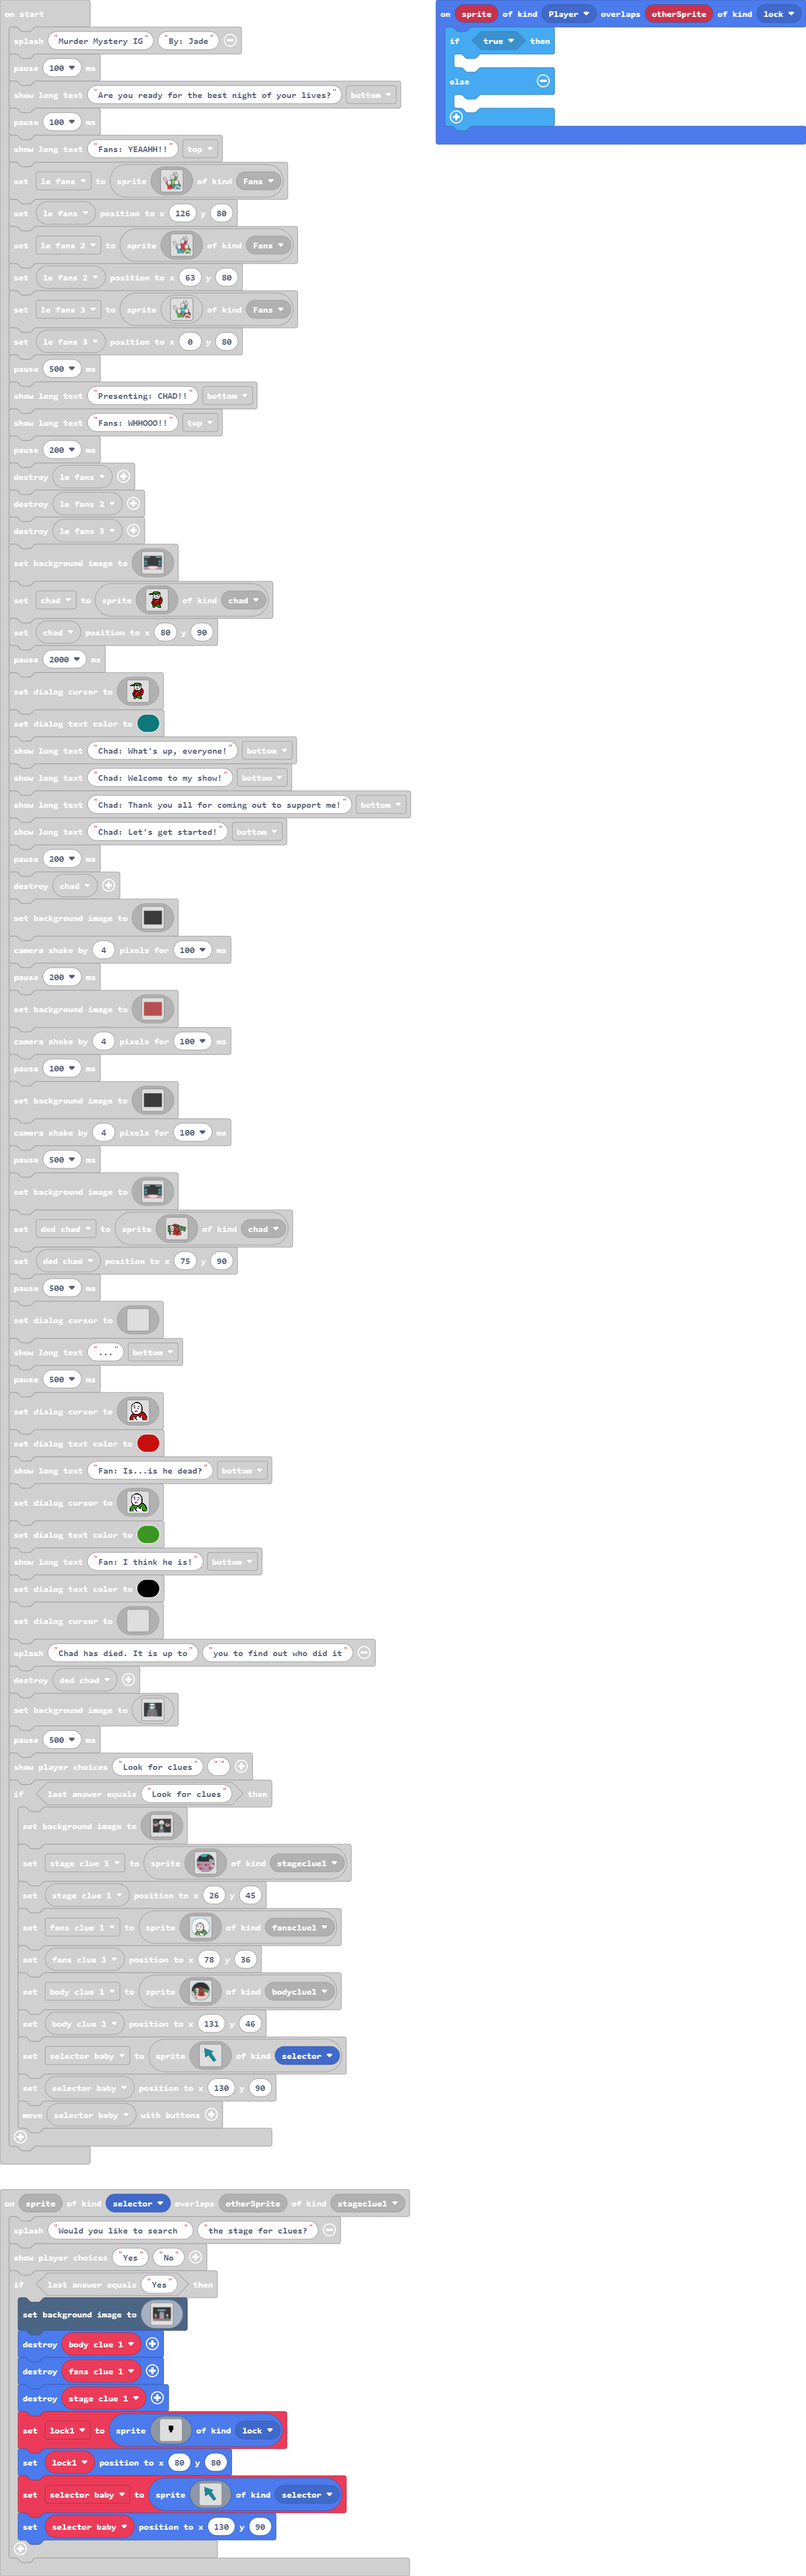 on start
splash "Murder Mystery IG" "By: Jade"
pause 100 ms
show long text "Are you ready for the best night of your lives?" bottom
pause 100 ms
show long text "Fans: YEAAHH!!" top
set le fans to sprite of kind Fans
set le fans position to x 126 y 80
set le fans 2 to sprite of kind Fans
set le fans 2 position to x 63 y 80
set le fans 3 to sprite of kind Fans
set le fans 3 position to x 0 y 80
pause 500 ms
show long text "Presenting: CHAD!!" bottom
show long text "Fans: WHHOOO!!" top
pause 200 ms
destroy le fans
destroy le fans 2
destroy le fans 3
set background image to
set chad to sprite of kind chad
set chad position to x 80 y 90
pause 2000 ms
set dialog cursor to
set dialog text color to
show long text "Chad: What's up, everyone!" bottom
show long text "Chad: Welcome to my show!" bottom
show long text "Chad: Thank you all for coming out to support me!" bottom
show long text "Chad: Let's get started!" bottom
pause 200 ms
destroy chad
set background image to
camera shake by 4 pixels for 100 ms
pause 200 ms
set background image to
camera shake by 4 pixels for 100 ms
pause 100 ms
set background image to
camera shake by 4 pixels for 100 ms
pause 500 ms
set background image to
set ded chad to sprite of kind chad
set ded chad position to x 75 y 90
pause 500 ms
set dialog cursor to
show long text "..." bottom
pause 500 ms
set dialog cursor to
set dialog text color to
show long text "Fan: Is...is he dead?" bottom
set dialog cursor to
set dialog text color to
show long text "Fan: I think he is!" bottom
set dialog text color to
set dialog cursor to
splash "Chad has died. It is up to" "you to find out who did it"
destroy ded chad
set background image to
pause 500 ms
show player choices "Look for clues" ""
if last answer equals "Look for clues" then
set background image to
set stage clue 1 to sprite of kind stageclue1
set stage clue 1 position to x 26 y 45
set fans clue 1 to sprite of kind fansclue1
set fans clue 1 position to x 78 y 36
set body clue 1 to sprite of kind bodyclue1
set body clue 1 position to x 131 y 46
set selector baby to sprite of kind selector
set selector baby position to x 130 y 90
move selector baby with buttons
on sprite of kind selector overlaps otherSprite of kind stageclue1
splash "Would you like to search " "the stage for clues?"
show player choices "Yes" "No"
if last answer equals "Yes" then
set background image to
destroy body clue 1
destroy fans clue 1
destroy stage clue 1
set lock1 to sprite of kind lock
set lock1 position to x 80 y 80
set selector baby to sprite of kind selector
set selector baby position to x 130 y 90
on sprite of kind Player overlaps otherSprite of kind lock
if true then
else